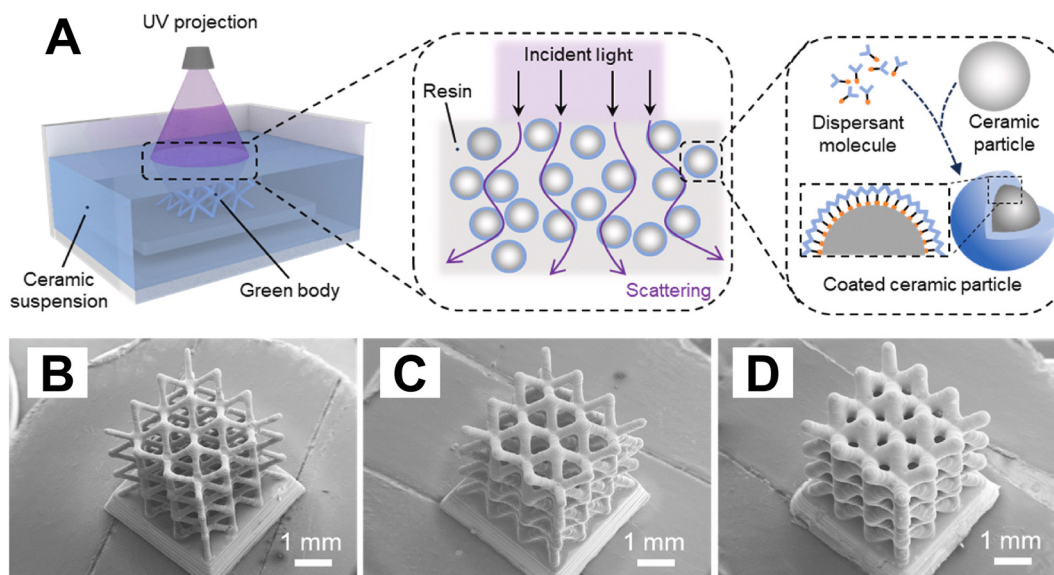 A
UV projection
Ceramic
suspension
Green body
Incident light
Resin
Scattering
Dispersant
molecule
Ceramic
particle
Coated ceramic particle
B
1 mm
C
1 mm
D
1 mm